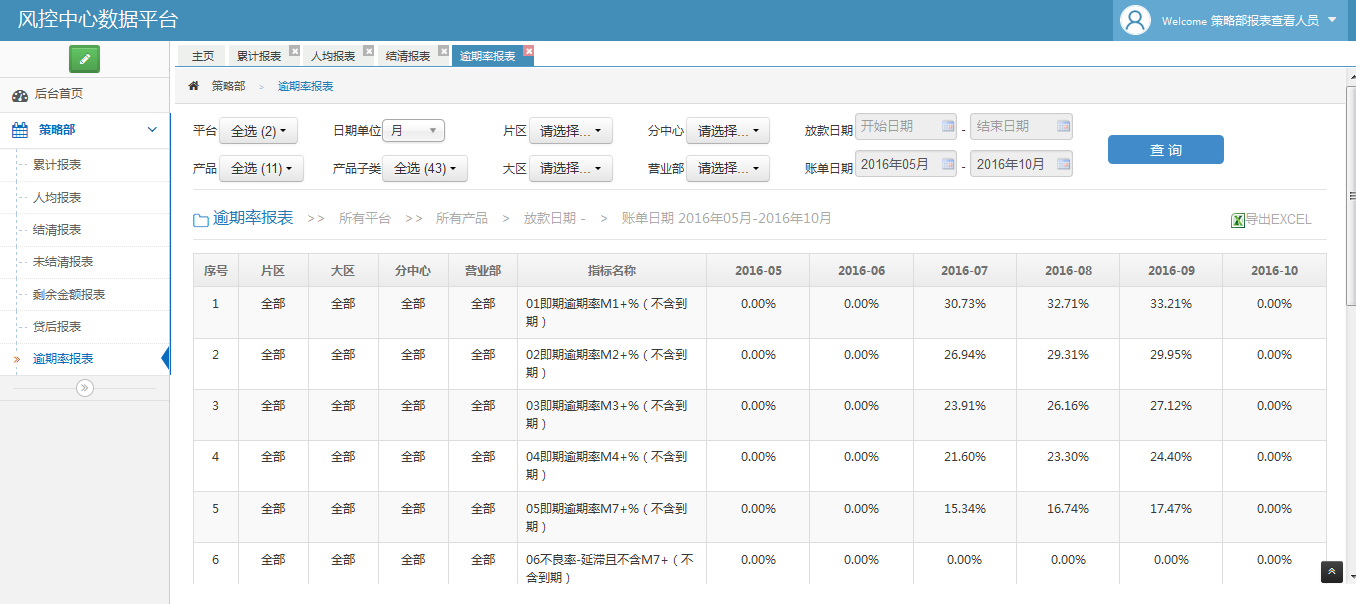 风控中心数据平台
Welcome 策略部报表查看人员
后台首页
策略部
累计报表
人均报表
结清报表
未结清报表
剩余金额报表
贷后报表
逾期率报表
主页 累计报表 人均报表 结清报表 逾期率报表
策略部 > 逾期率报表
平台 全选 (2) 日期单位 月 片区 请选择... 分中心 请选择... 放款日期 开始日期 - 结束日期
产品 全选 (11) 产品子类 全选 (43) 大区 请选择... 营业部 请选择... 账单日期 2016年05月 - 2016年10月
查 询
逾期率报表 >> 所有平台 >> 所有产品 > 放款日期 - > 账单日期 2016年05月-2016年10月
导出EXCEL
序号 片区 大区 分中心 营业部 指标名称 2016-05 2016-06 2016-07 2016-08 2016-09 2016-10
1 全部 全部 全部 全部 01即期逾期率M1+%（不含到 0.00% 0.00% 30.73% 32.71% 33.21% 0.00%
期）
2 全部 全部 全部 全部 02即期逾期率M2+%（不含到 0.00% 0.00% 26.94% 29.31% 29.95% 0.00%
期）
3 全部 全部 全部 全部 03即期逾期率M3+%（不含到 0.00% 0.00% 23.91% 26.16% 27.12% 0.00%
期）
4 全部 全部 全部 全部 04即期逾期率M4+%（不含到 0.00% 0.00% 21.60% 23.30% 24.40% 0.00%
期）
5 全部 全部 全部 全部 05即期逾期率M7+%（不含到 0.00% 0.00% 15.34% 16.74% 17.47% 0.00%
期）
6 全部 全部 全部 全部 06不良率-延滞且不含M7+（不 0.00% 0.00% 0.00% 0.00% 0.00% 0.00%
含到期）